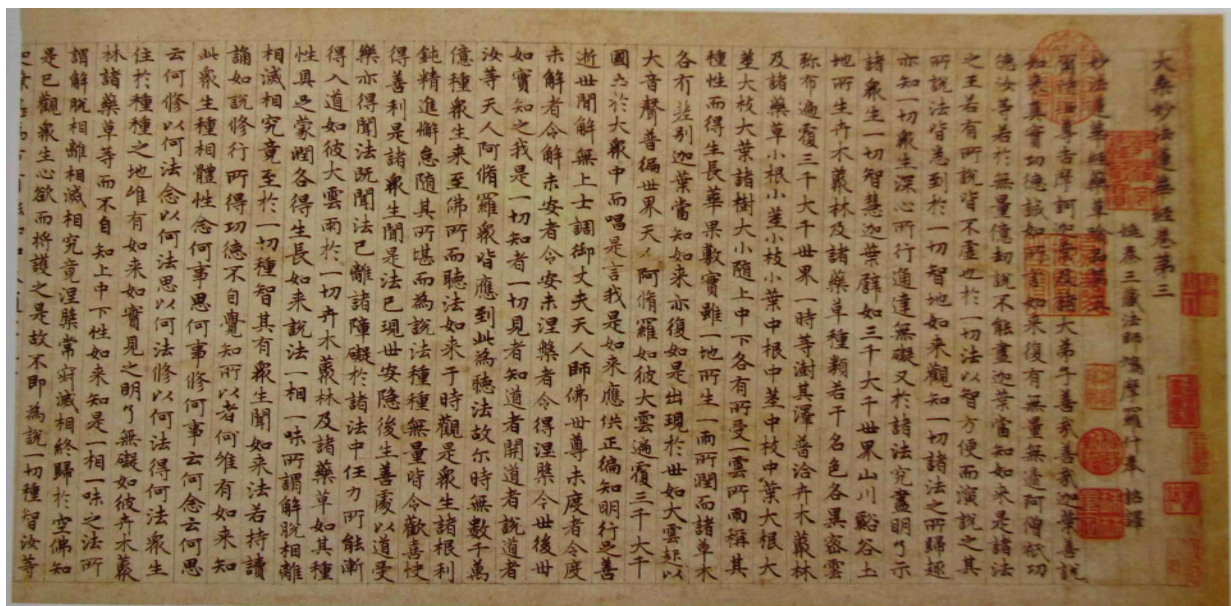 大乘妙法蓮華經卷第三
姚秦三藏法師鳩摩羅什奉 詔譯
妙法蓮華經藥草喻品第五
爾時世尊告摩訶迦葉及諸大弟子善哉善哉迦葉善說
如來真實功德誠如所言如來復有無量無邊阿僧祇功
德汝等若於無量億劫說不能盡迦葉當知如來是諸法
之王若有所說皆不虛也於一切法以智方便而演說之其
所說法皆悉到於一切智地如來觀知一切諸法之所歸趣
亦知一切衆生深心所行通達無礙又於諸法究盡明了示
諸衆生一切智慧迦葉譬如三千大千世界山川谿谷土
地所生卉木叢林及諸藥草種類若干名色各異密雲
弥布遍覆三千大千世界一時等澍其澤普洽卉木叢林
及諸藥草小根小莖小枝小葉中根中莖中枝中葉大根大
莖大枝大葉諸樹大小隨上中下各有所受一雲所雨稱其
種性而得生長華果敷實雖一地所生一雨所潤而諸草木
各有差別迦葉當知如來亦復如是出現於世如大雲起以
大音聲普徧世界天人阿脩羅如彼大雲遍覆三千大千
國土於大衆中而唱是言我是如來應供正徧知明行足善
逝世間解無上士調御丈夫天人師佛世尊未度者令度
未解者令解未安者令安未涅槃者令得涅槃今世後世
如實知之我是一切知者一切見者知道者開道者說道者
汝等天人阿脩羅衆皆應到此為聽法故尔時無數千萬
億種衆生來至佛所而聽法如來于時觀是衆生諸根利
鈍精進懈怠隨其所堪而為說法種種無量皆令歡喜快
得善利是諸衆生聞是法已現世安隱後生善處以道受
樂亦得聞法既聞法已離諸障礙於諸法中任力所能漸
得入道如彼大雲雨於一切卉木叢林及諸藥草如其種
性具足蒙潤各得生長如來說法一相一味所謂解脫相離
相滅相究竟至於一切種智其有衆生聞如來法若持讀
誦如說修行所得功德不自覺知所以者何唯有如來知
此衆生種相體性念何事思何事修何事云何念云何思
云何修以何法念以何法思以何法修以何法得何法衆生
住於種種之地唯有如來如實見之明了無礙如彼卉木叢
林諸藥草等而不自知上中下性如來知是一相一味之法所
謂解脫相離相滅相究竟涅槃常寂滅相終歸於空佛知
是已觀衆生心欲而將護之是故不即為說一切種智汝等